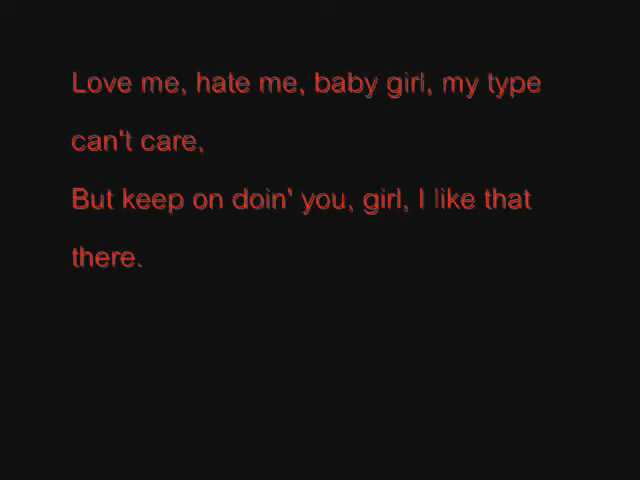 Love me, hate me, baby girl, my type
can't care,
But keep on doin' you, girl, I like that
there.